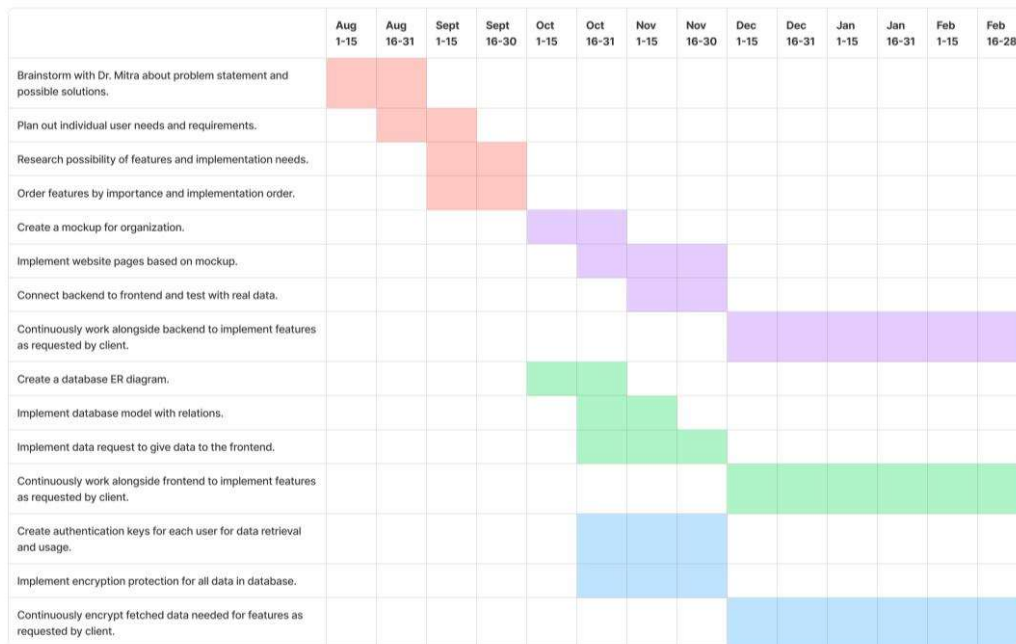 Aug Aug Sept Sept Oct Oct Nov Nov Dec Dec Jan Jan Feb Feb
1-15 16-31 1-15 16-30 1-15 16-31 1-15 16-30 1-15 16-31 1-15 16-31 1-15 16-28
Brainstorm with Dr. Mitra about problem statement and
possible solutions.
Plan out individual user needs and requirements.
Research possibility of features and implementation needs.
Order features by importance and implementation order.
Create a mockup for organization.
Implement website pages based on mockup.
Connect backend to frontend and test with real data.
Continuously work alongside backend to implement features
as requested by client.
Create a database ER diagram.
Implement database model with relations.
Implement data request to give data to the frontend.
Continuously work alongside frontend to implement features
as requested by client.
Create authentication keys for each user for data retrieval
and usage.
Implement encryption protection for all data in database.
Continuously encrypt fetched data needed for features as
requested by client.